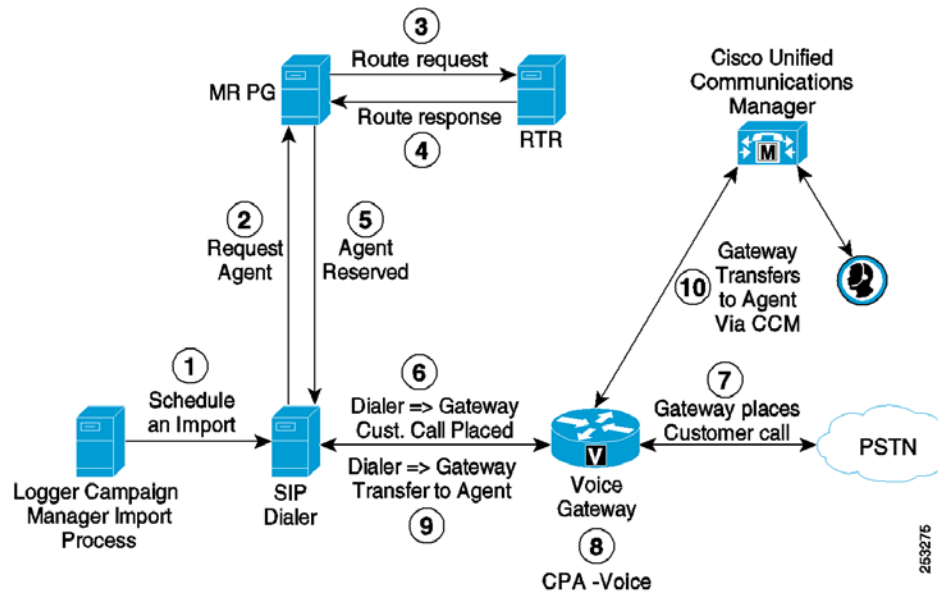 3
Route request
MR PG
Route response
4
RTR
Cisco Unified
Communications
Manager
M
2
Request
Agent
5
Agent
Reserved
10
Gateway
Transfers
to Agent
Via CCM
1
Schedule
an Import
6
Dialer => Gateway
Cust. Call Placed
7
Gateway places
Customer call
PSTN
Logger Campaign
Manager Import
Process
SIP
Dialer
Dialer => Gateway
Transfer to Agent
9
V
Voice
Gateway
8
CPA -Voice
253275